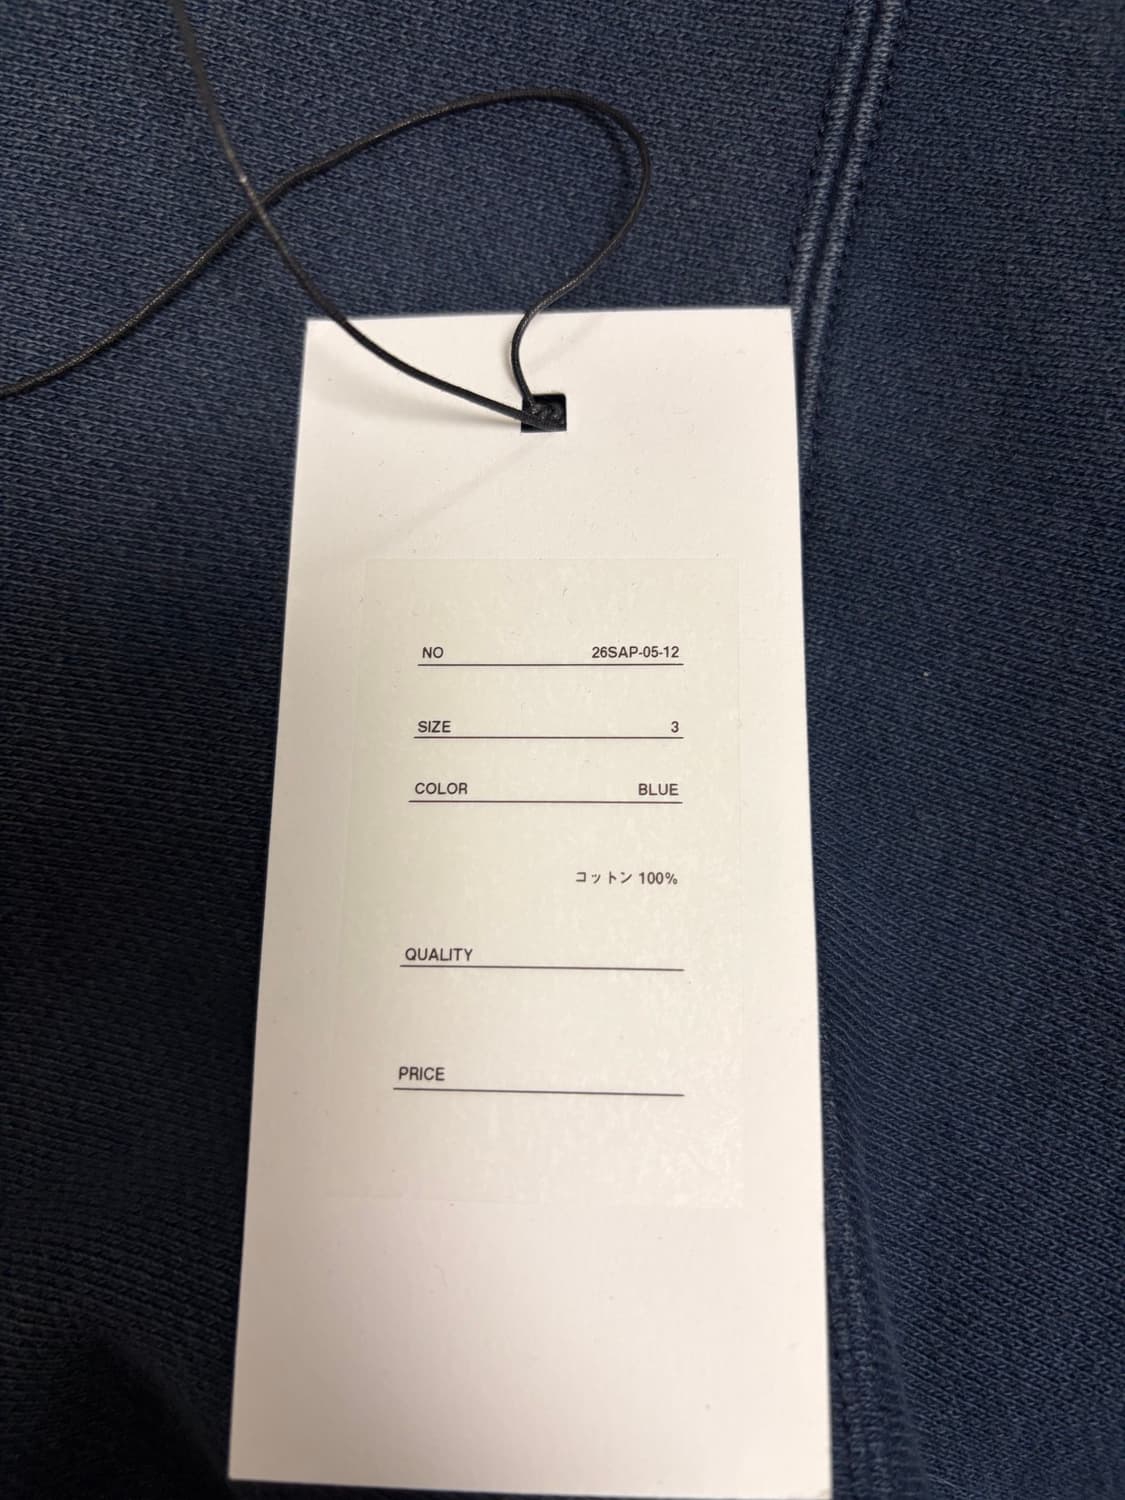 NO 26SAP-05-12
SIZE 3
COLOR BLUE
コットン 100%
QUALITY
PRICE